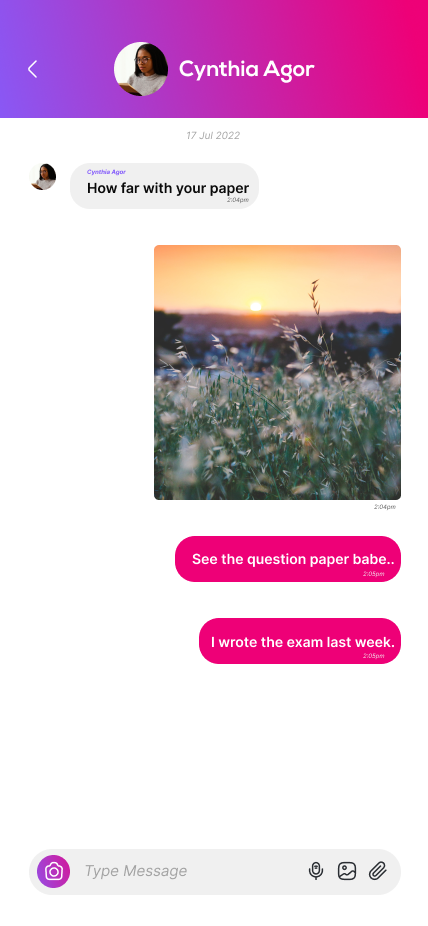 Cynthia Agor
17 Jul 2022
Cynthia Agor
How far with your paper
2:04pm
2:04pm
See the question paper babe..
2:05pm
I wrote the exam last week.
2:05pm
Type Message